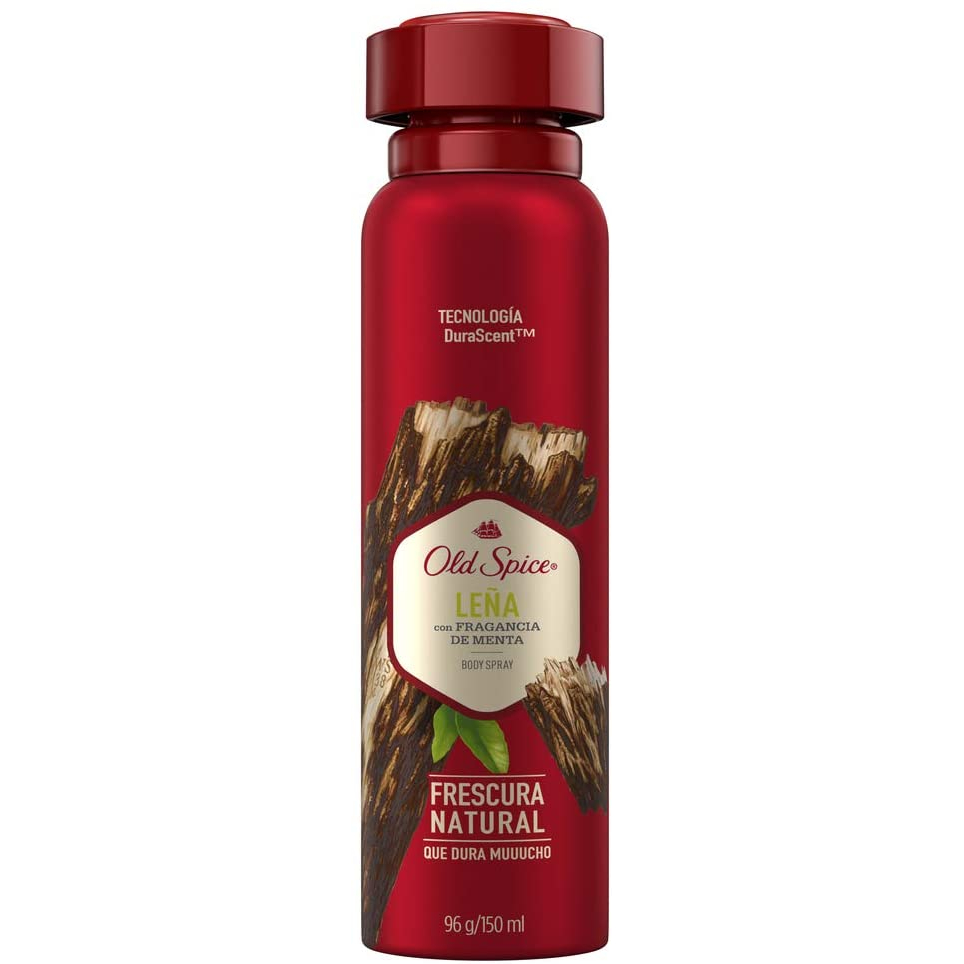 TECNOLOGÍA
DuraScent™
Old Spice®
LEÑA
con FRAGANCIA
DE MENTA
BODY SPRAY
FRESCURA
NATURAL
QUE DURA MUUUCHO
96 g/150 ml